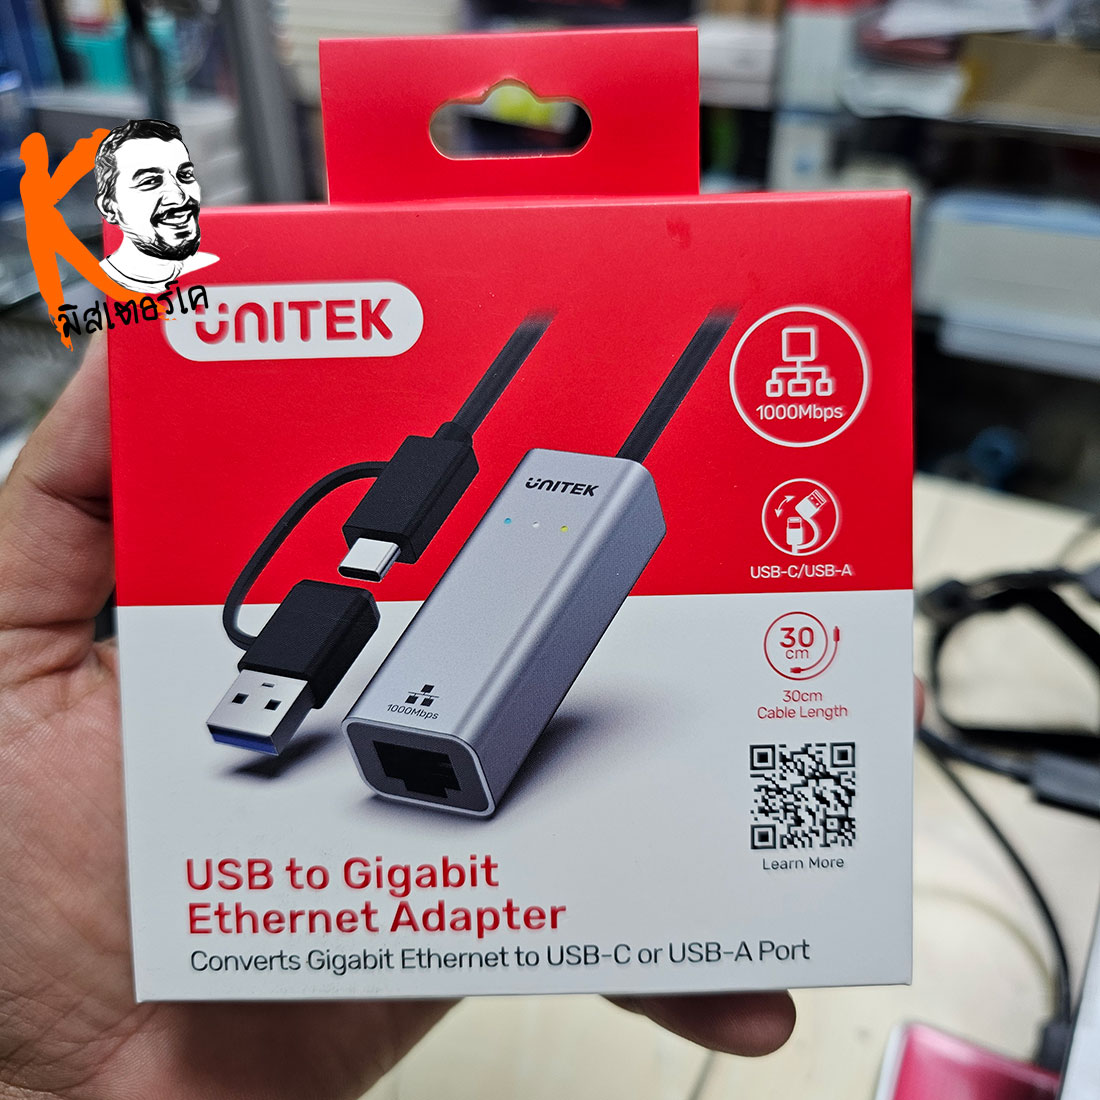 K
มิสเตอร์เค
UNITEK
1000Mbps
UNITEK
USB-C/USB-A
30
cm
30cm
Cable Length
1000Mbps
Learn More
USB to Gigabit
Ethernet Adapter
Converts Gigabit Ethernet to USB-C or USB-A Port